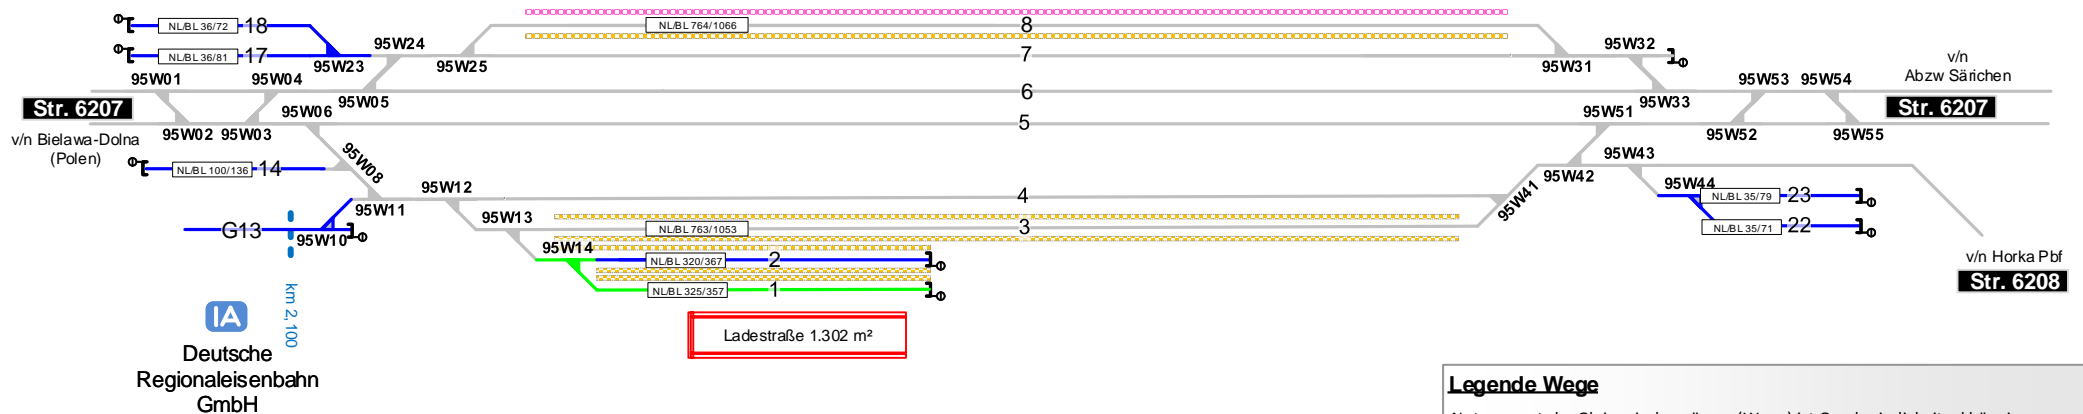 NL/BL 36/72 18
NL/BL 764/1066 8
NL/BL 36/81 17
95W23
95W24
95W25
7
95W31
95W32
95W01
95W04
95W05
6
95W33
95W53
95W54
v/n
Abzw Särichen
Str. 6207
Str. 6207
95W02
95W03
95W06
5
95W51
95W52
95W55
v/n Bielawa-Dolna
(Polen)
NL/BL 100/136 14
95W08
95W42
95W43
95W11
95W12
4
95W41
95W44
NL/BL 35/79 23
G13
95W10
95W13
NL/BL 763/1053 3
NL/BL 35/71 22
95W14
NL/BL 320/367 2
NL/BL 325/357 1
v/n Horka Pbf
Str. 6208
km 2,100
IA
Deutsche
Regionaleisenbahn
GmbH
Ladestraße 1.302 m²
Legende Wege